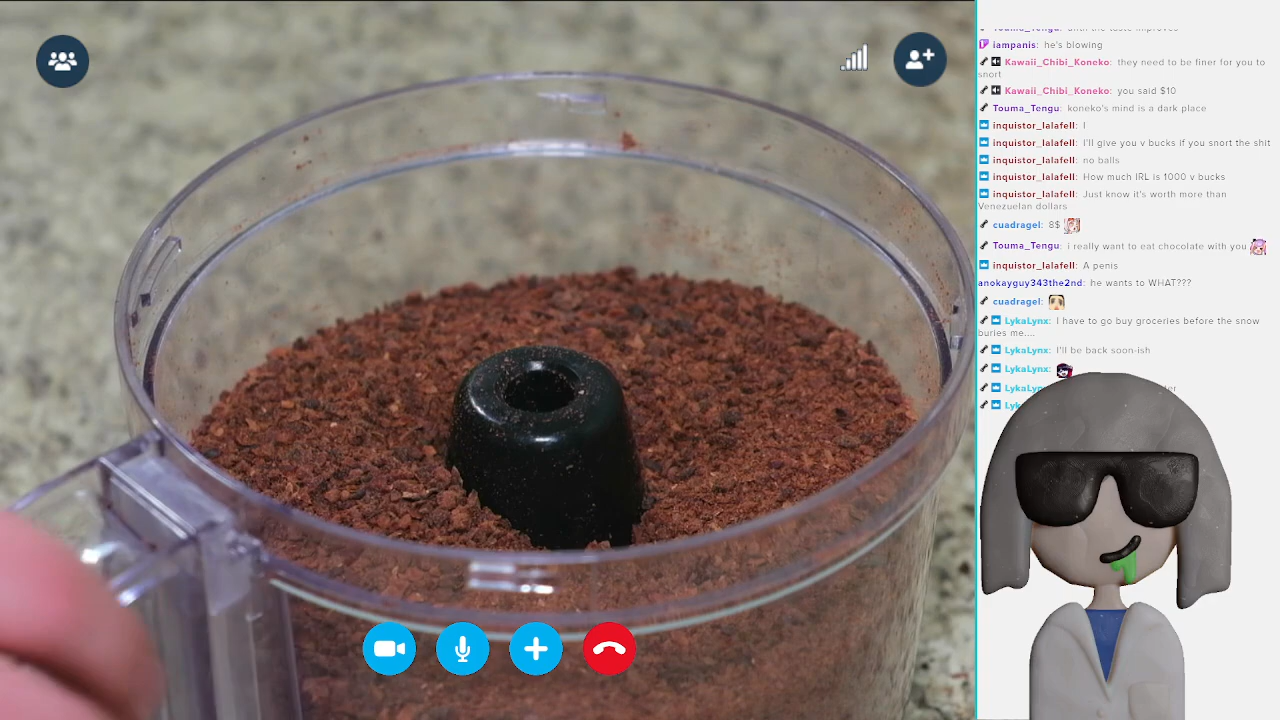 iampanis: he's blowing
Kawaii_Chibi_Koneko: they need to be finer for you to
snort
Kawaii_Chibi_Koneko: you said $10
Touma_Tengu: koneko's mind is a dark place
inquistor_lalafell: I
inquistor_lalafell: I'll give you v bucks if you snort the shit
inquistor_lalafell: no balls
inquistor_lalafell: How much IRL is 1000 v bucks
inquistor_lalafell: Just know it's worth more than
Venezuelan dollars
cuadragel: 8$
Touma_Tengu: i really want to eat chocolate with you
inquistor_lalafell: A penis
anokayguy343the2nd: he wants to WHAT???
cuadragel:
LykaLynx: I have to go buy groceries before the snow
buries me....
LykaLynx: I'll be back soon-ish
LykaLynx: